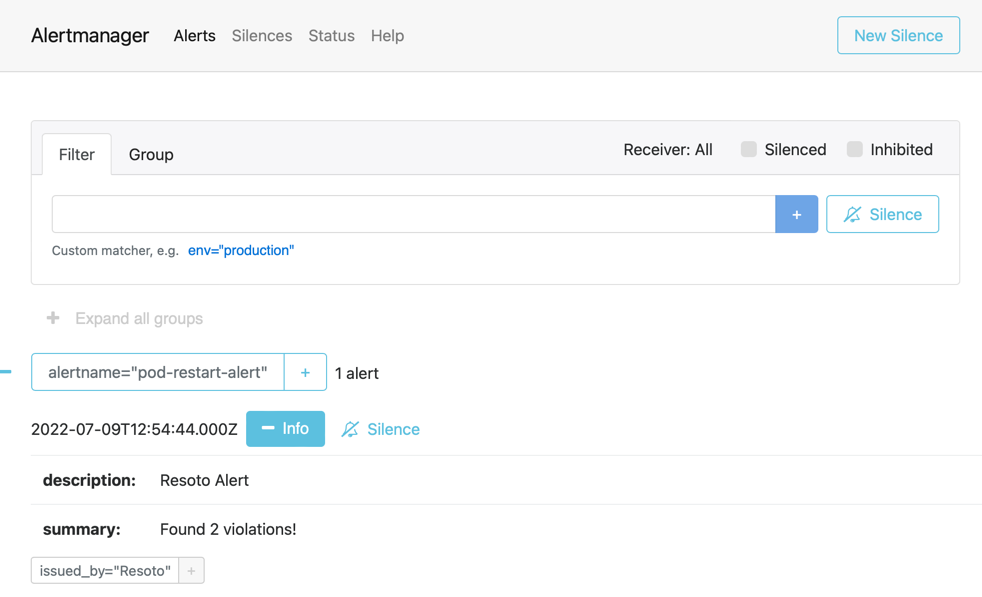 Alertmanager Alerts Silences Status Help New Silence
Filter Group Receiver: All Silenced Inhibited
+ Silence
Custom matcher, e.g. env="production"
+ Expand all groups
alertname="pod-restart-alert" + 1 alert
2022-07-09T12:54:44.000Z Info Silence
description: Resoto Alert
summary: Found 2 violations!
issued_by="Resoto" +